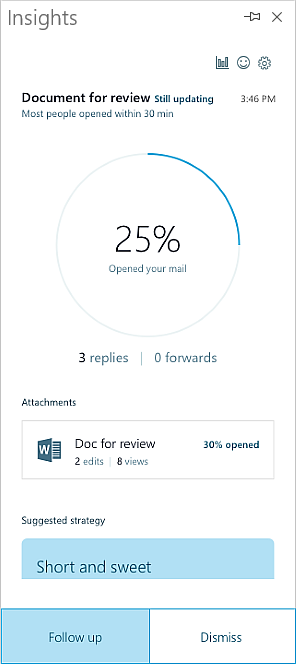 Insights
Document for review Still updating 3:46 PM
Most people opened within 30 min
25%
Opened your mail
3 replies | 0 forwards
Attachments
W Doc for review 30% opened
2 edits | 8 views
Suggested strategy
Short and sweet
Follow up Dismiss